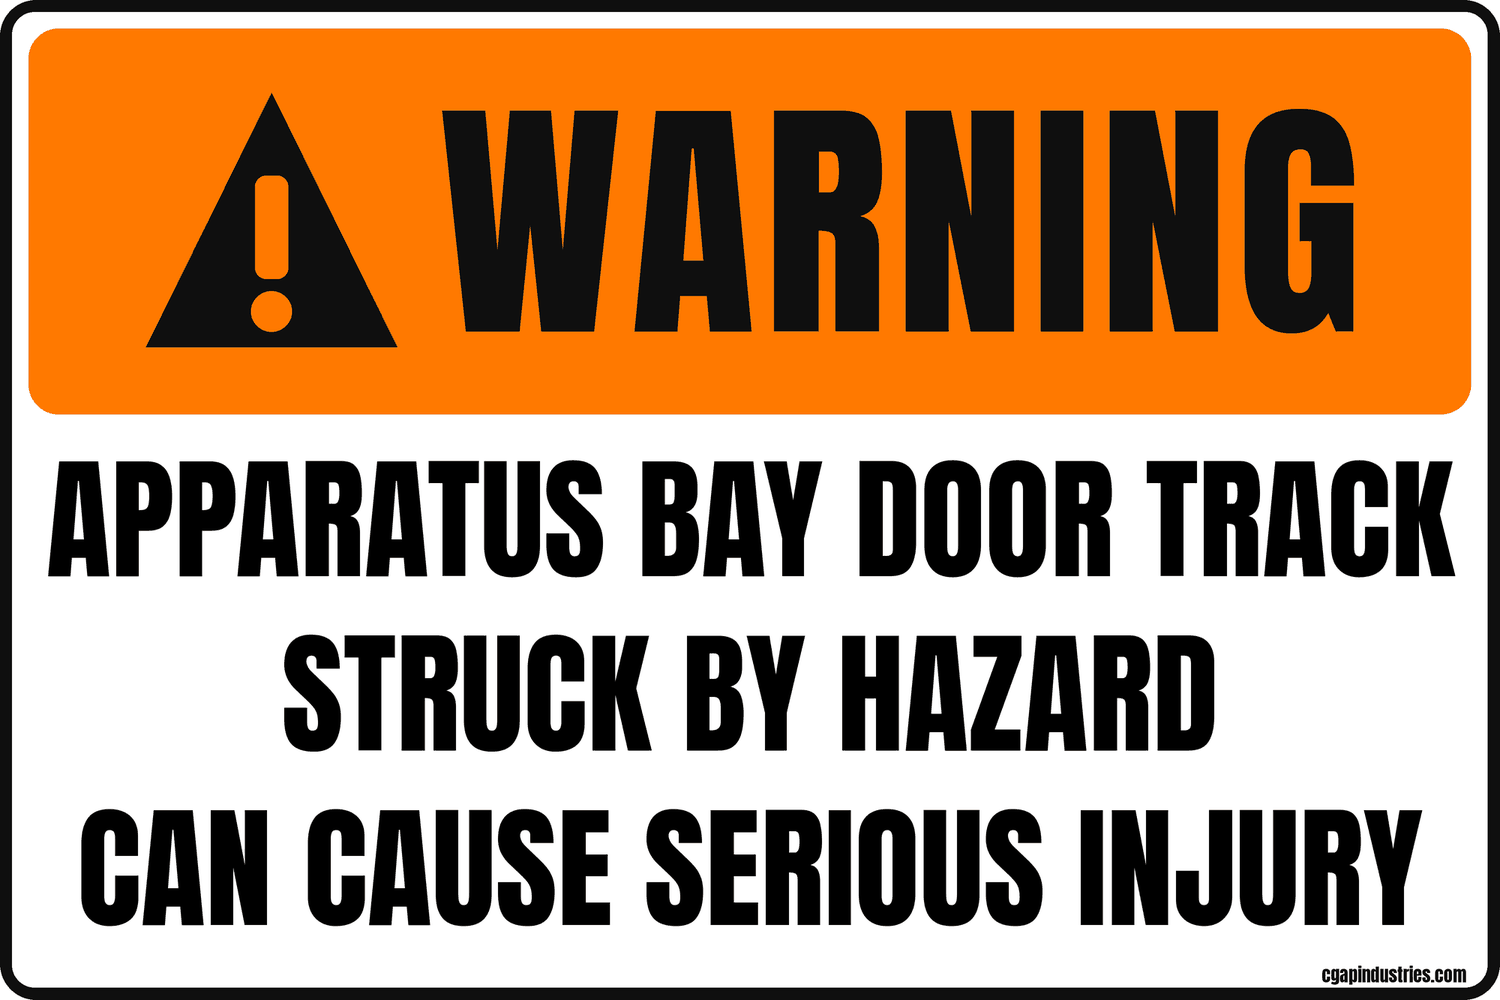 WARNING
APPARATUS BAY DOOR TRACK
STRUCK BY HAZARD
CAN CAUSE SERIOUS INJURY
cgapindustries.com